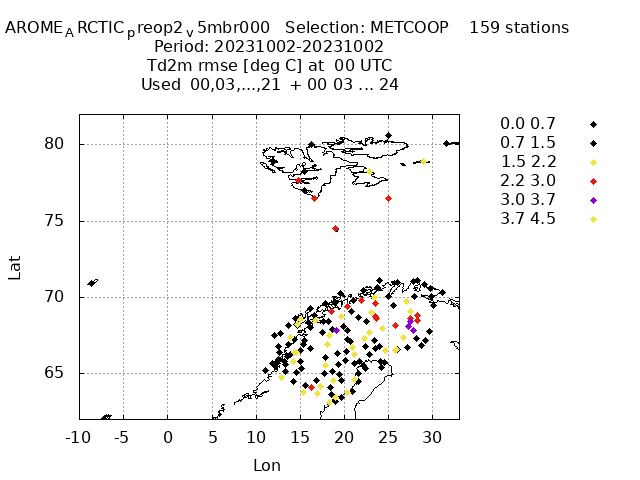 AROME_ARCTIC_preop2_v5mbr000 Selection: METCOOP 159 stations
Period: 20231002-20231002
Td2m rmse [deg C] at 00 UTC
Used 00,03,...,21 + 00 03 ... 24
0.0 0.7
0.7 1.5
1.5 2.2
2.2 3.0
3.0 3.7
3.7 4.5
80
75
70
65
Lat
-10 -5 0 5 10 15 20 25 30
Lon